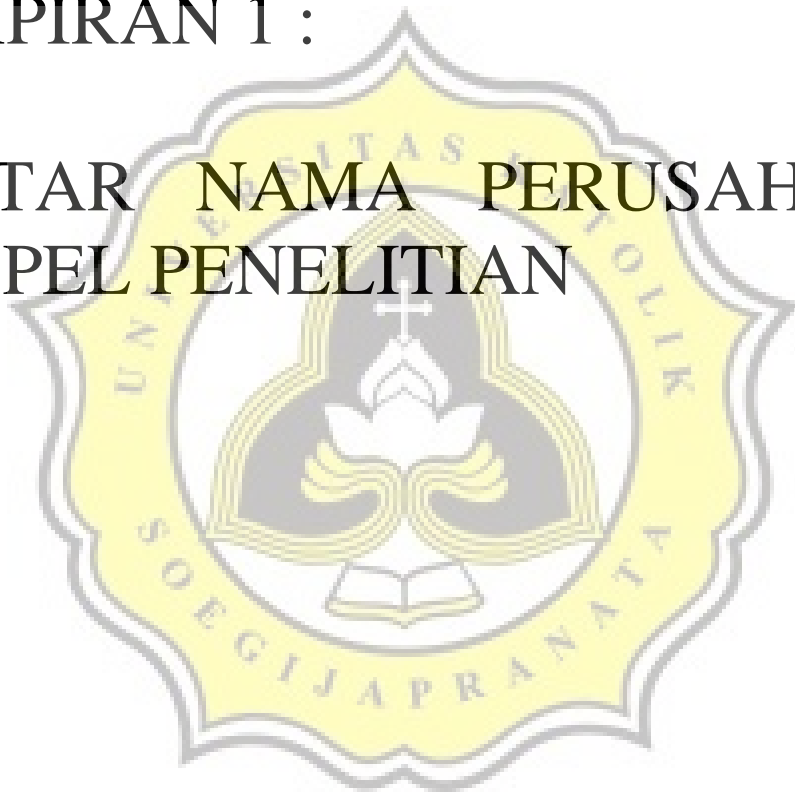 PIRAN 1 :
TAR NAMA PERUSAH
PEL PENELITIAN
UNIVERSITAS KATOLIK
SOEGIJAPRANATA